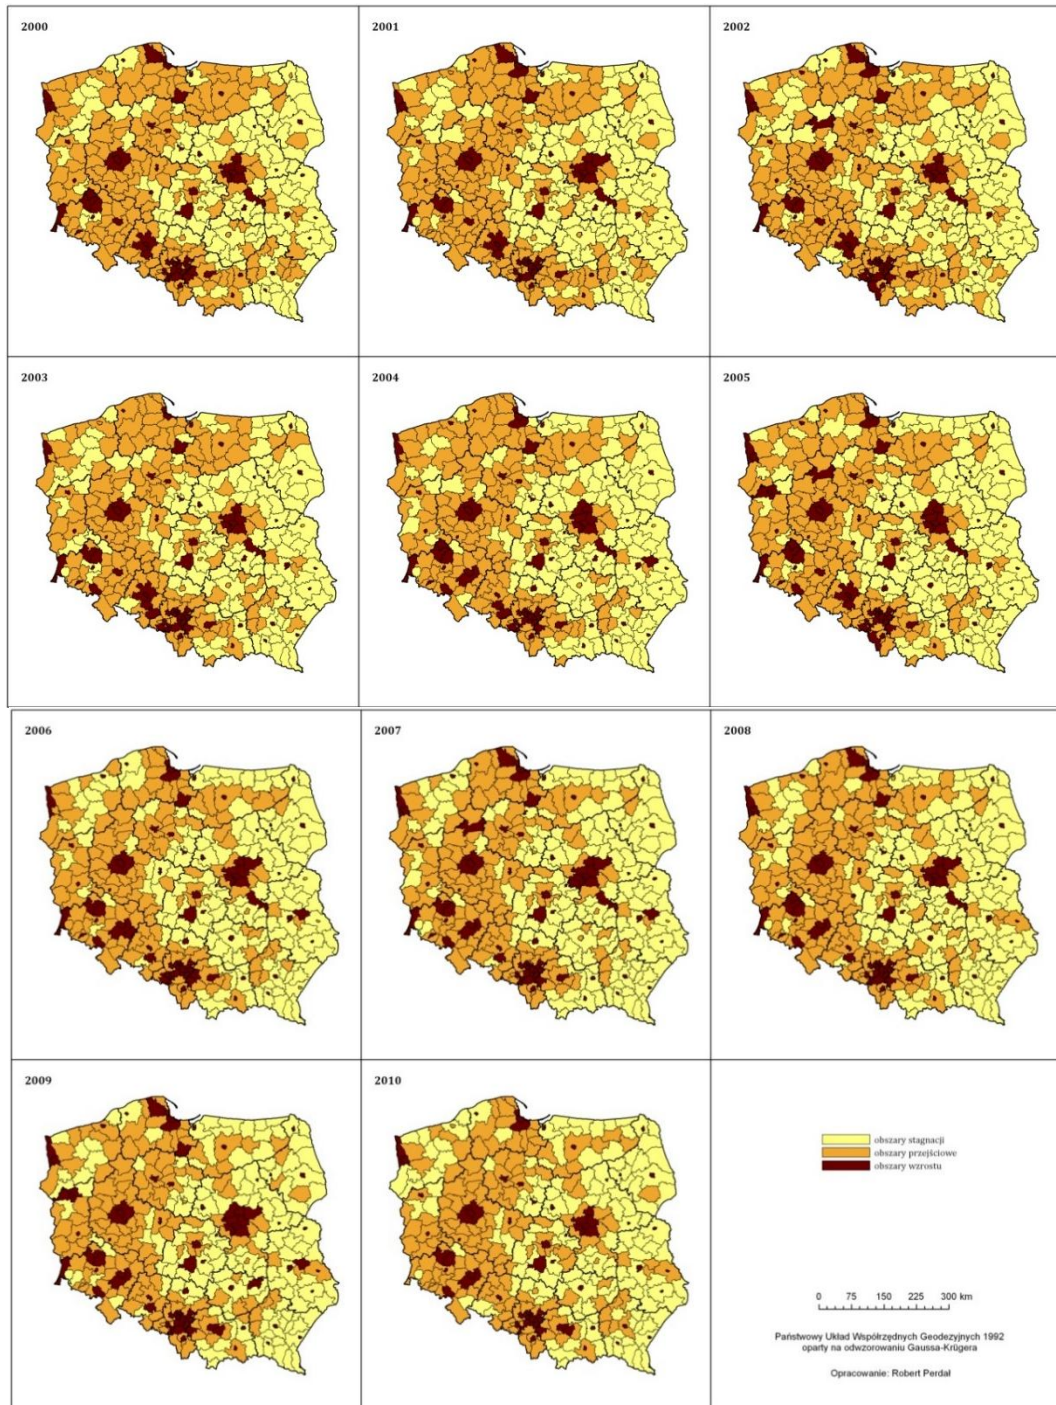 2000
2001
2002
2003
2004
2005
2006
2007
2008
2009
2010
obszary stagnacji
obszary przejściowe
obszary wzrostu
0 75 150 225 300 km
Państwowy Układ Współrzędnych Geodezyjnych 1992
oparty na odwzorowaniu Gaussa-Krügera
Opracowanie: Robert Perdał